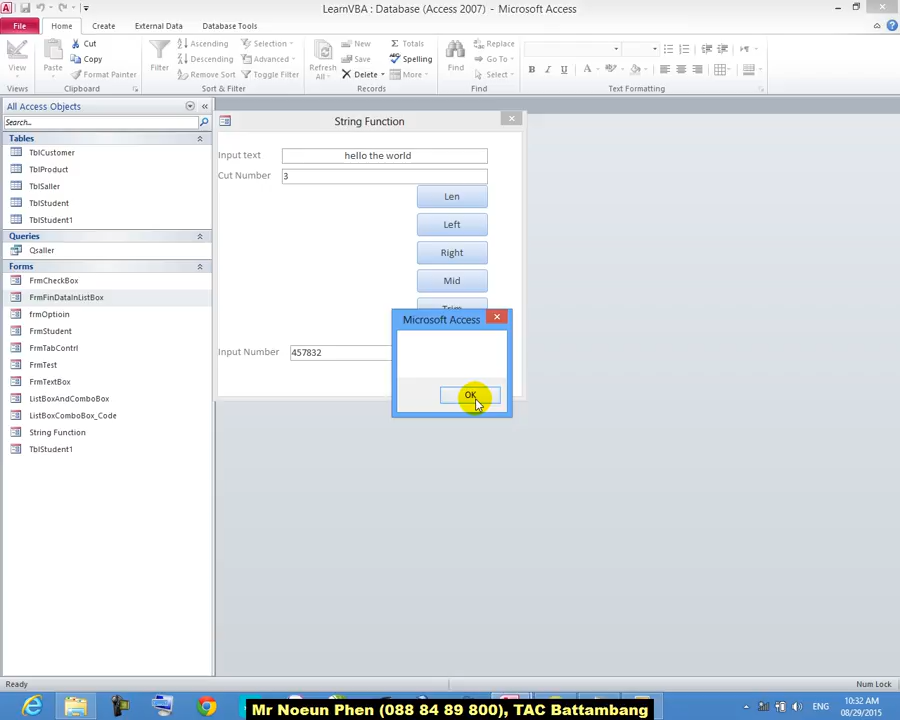 LearnVBA : Database (Access 2007) - Microsoft Access
File Home Create External Data Database Tools
View
Views
Paste
Cut
Copy
Format Painter
Clipboard
Filter
Ascending
Descending
Remove Sort
Selection
Advanced
Toggle Filter
Sort & Filter
Refresh
All
New
Save
Delete
Totals
Spelling
More
Records
Find
Replace
Go To
Select
Find
B I U
A
Text Formatting
All Access Objects
Search...
Tables
TblCustomer
TblProduct
TblSaller
TblStudent
TblStudent1
Queries
Qsaller
Forms
FrmCheckBox
FrmFinDataInListBox
frmOptioin
FrmStudent
FrmTabContrl
FrmTest
FrmTextBox
ListBoxAndComboBox
ListBoxComboBox_Code
String Function
TblStudent1
String Function
Input text hello the world
Cut Number 3
Len
Left
Right
Mid
Trim
Input Number 457832
Microsoft Access
OK
Ready
Num Lock
ENG
10:32 AM
08/29/2015
Mr Noeun Phen (088 84 89 800), TAC Battambang